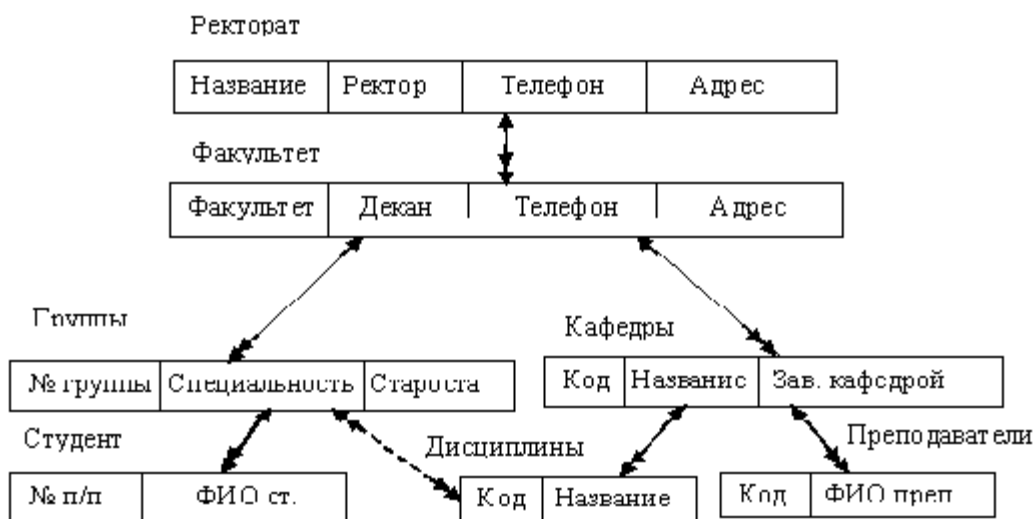 Ректорат
Название Ректор Телефон Адрес
Факультет
Факультет Декан Телефон Адрес
Группы
Кафедры
№ группы Специальность Староста
Код Название Зав. кафедрой
Студент
Дисциплины
Преподаватели
№ п/п ФИО ст.
Код Название
Код ФИО преп